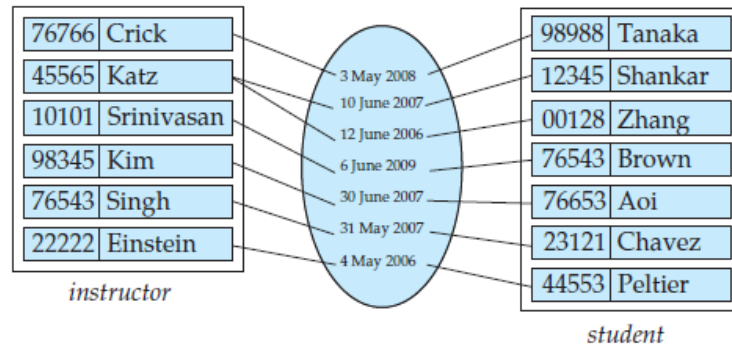 76766 Crick
45565 Katz
10101 Srinivasan
98345 Kim
76543 Singh
22222 Einstein
instructor
3 May 2008
10 June 2007
12 June 2006
6 June 2009
30 June 2007
31 May 2007
4 May 2006
98988 Tanaka
12345 Shankar
00128 Zhang
76543 Brown
76653 Aoi
23121 Chavez
44553 Peltier
student